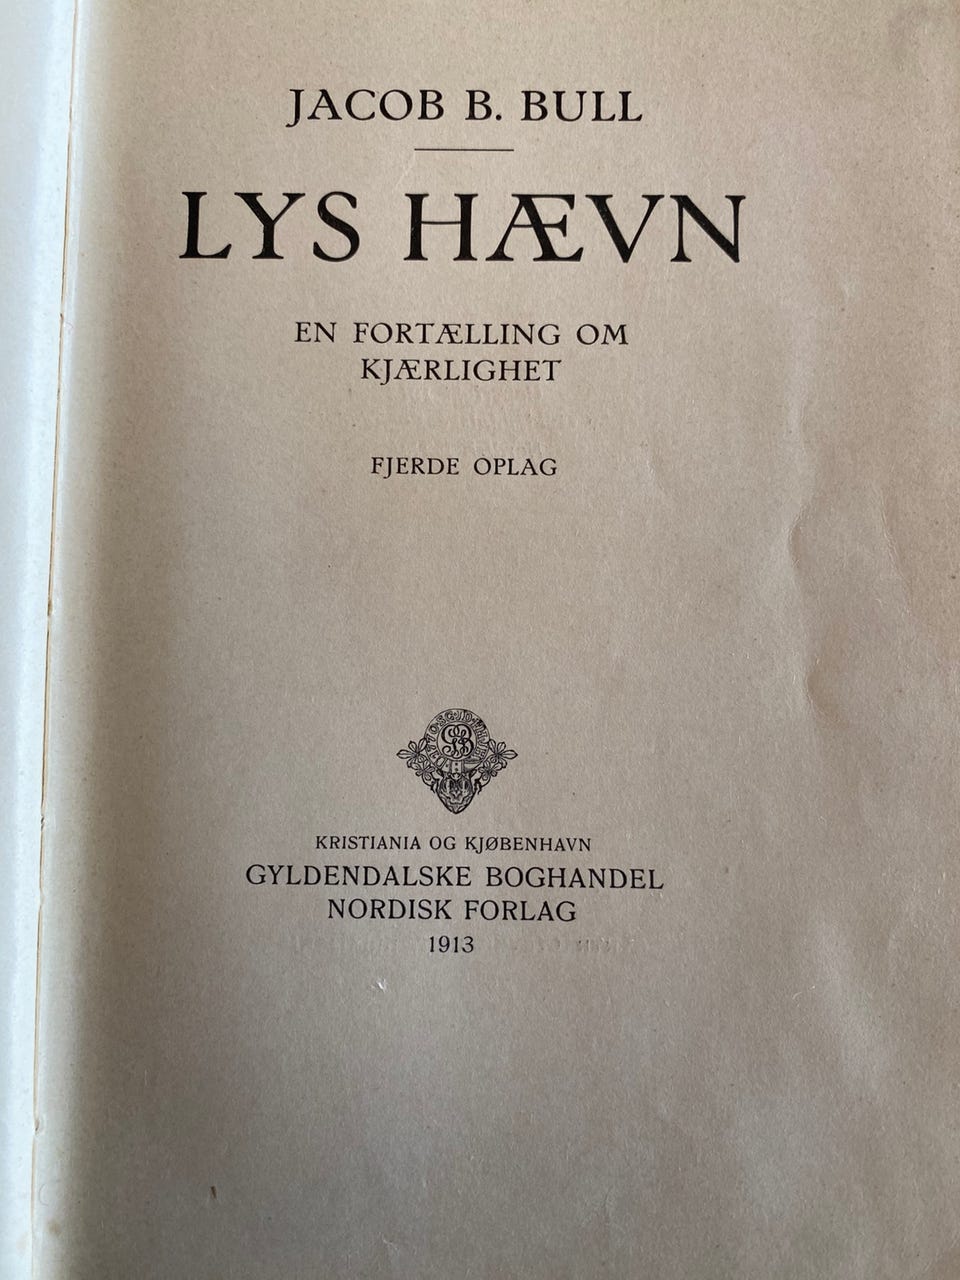 JACOB B. BULL
LYS HÆVN
EN FORTÆLLING OM
KJÆRLIGHET
FJERDE OPLAG
KRISTIANIA OG KJØBENHAVN
GYLDENDALSKE BOGHANDEL
NORDISK FORLAG
1913